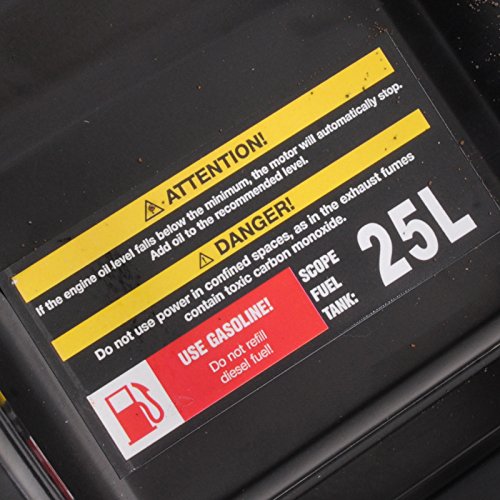 ATTENTION!
If the engine oil level falls below the minimum, the motor will automatically stop.
Add oil to the recommended level.
DANGER!
Do not use power in confined spaces, as in the exhaust fumes
contain toxic carbon monoxide.
USE GASOLINE!
Do not refill
diesel fuel!
SCOPE
FUEL
TANK:
25L